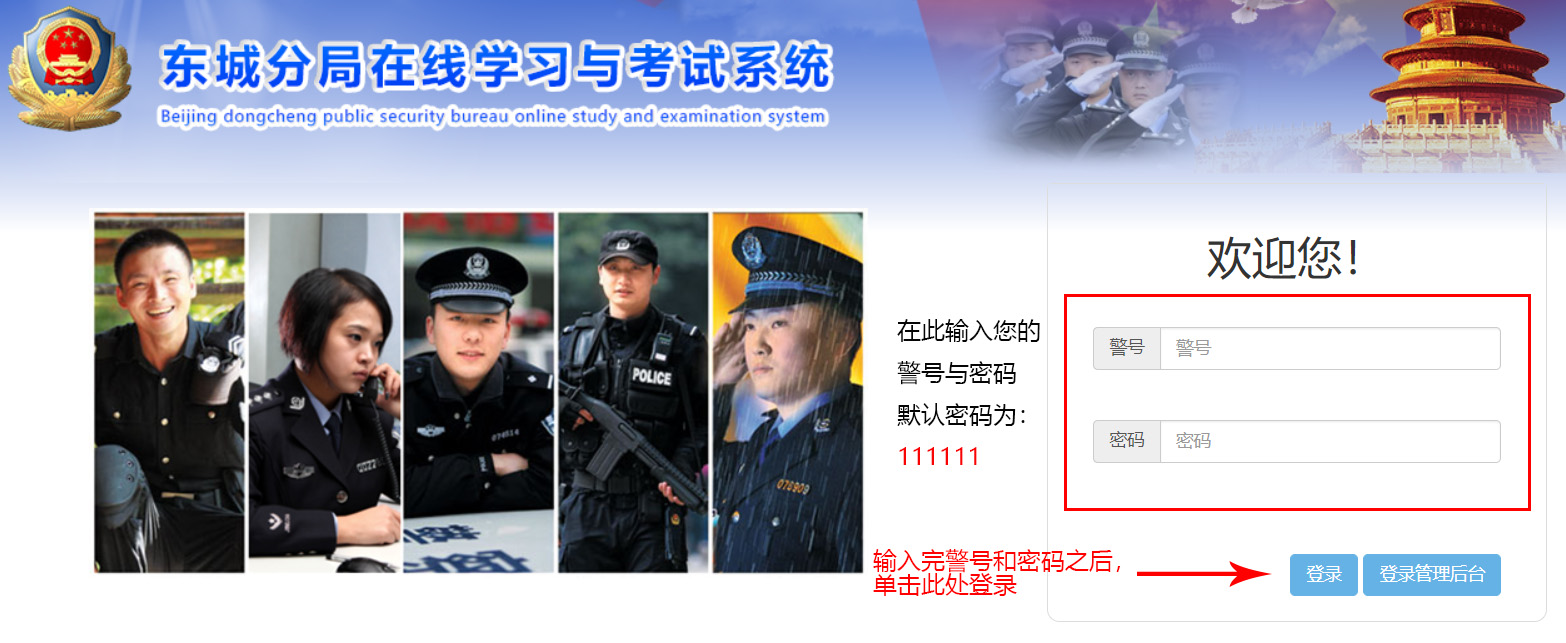 东城分局在线学习与考试系统
Beijing dongcheng public security bureau online study and examination system
欢迎您！
在此输入您的
警号与密码
默认密码为：
111111
警号 警号
密码 密码
POLICE
074514
输入完警号和密码之后，
单击此处登录
登录 登录管理后台